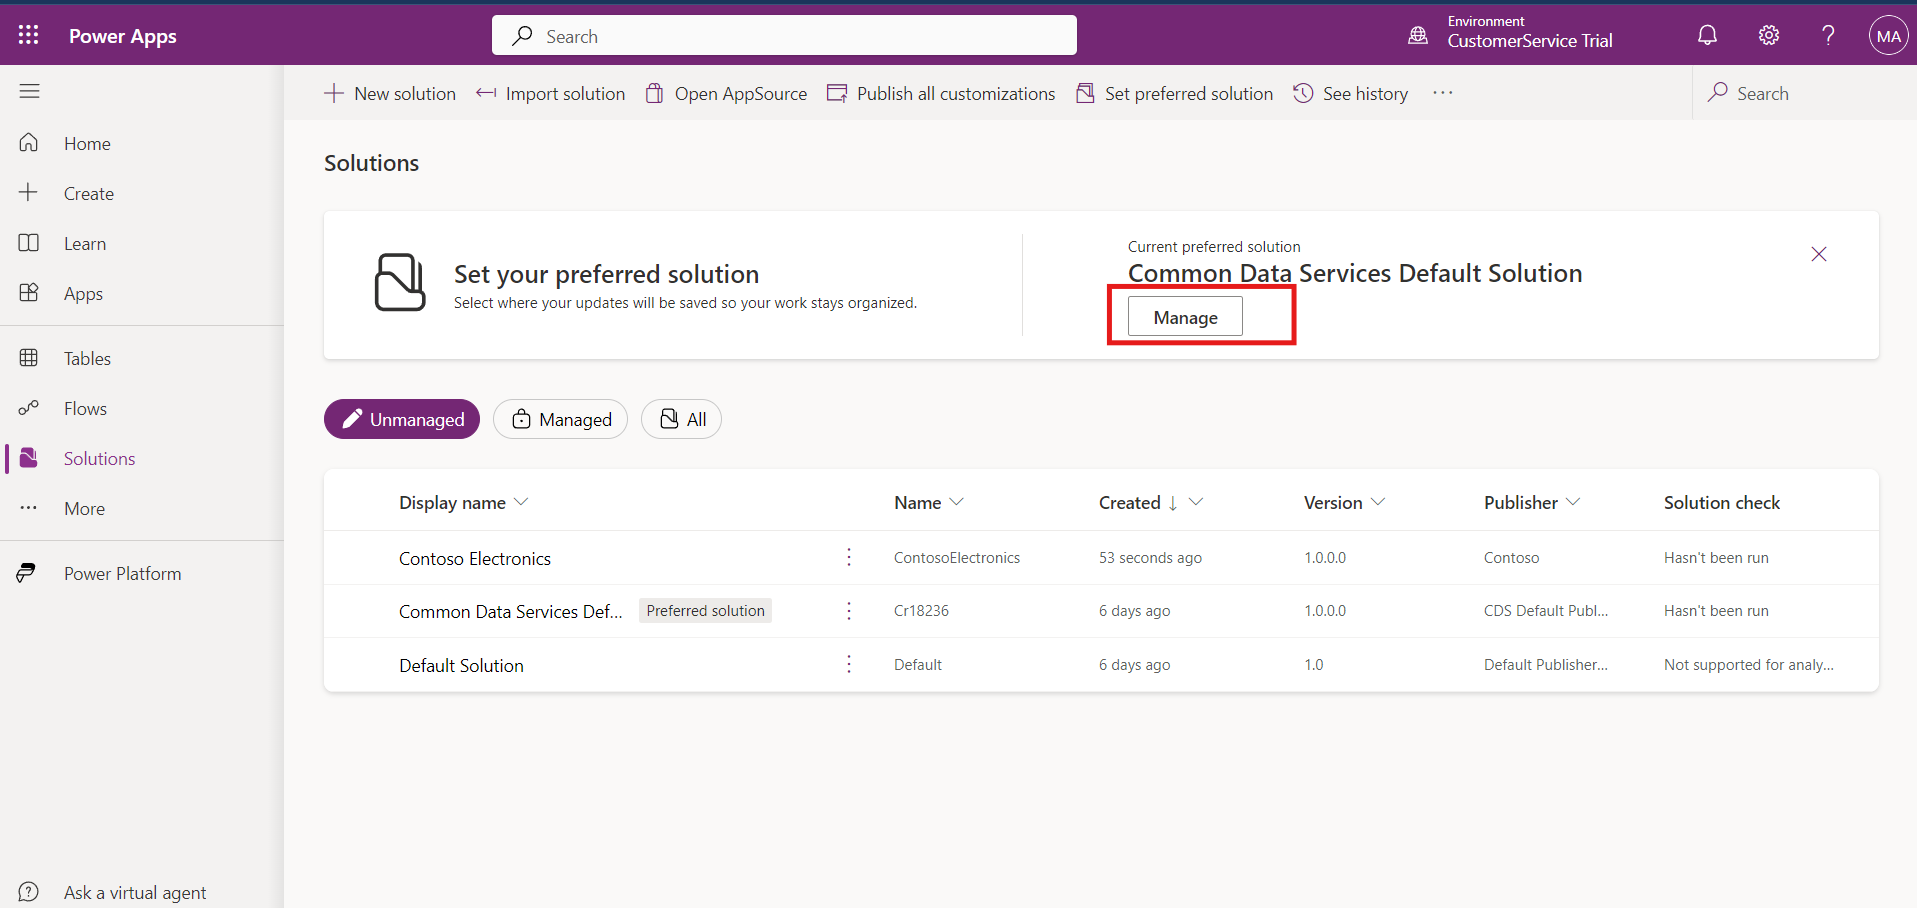 Power Apps
Search
Environment
CustomerService Trial
MA
New solution
Import solution
Open AppSource
Publish all customizations
Set preferred solution
See history
Search
Home
Create
Learn
Apps
Tables
Flows
Solutions
More
Power Platform
Ask a virtual agent
Solutions
Set your preferred solution
Select where your updates will be saved so your work stays organized.
Current preferred solution
Common Data Services Default Solution
Manage
Unmanaged
Managed
All
Display name Name Created ↓ Version Publisher Solution check
Contoso Electronics ContosoElectronics 53 seconds ago 1.0.0.0 Contoso Hasn't been run
Common Data Services Def... Preferred solution Cr18236 6 days ago 1.0.0.0 CDS Default Publ... Hasn't been run
Default Solution Default 6 days ago 1.0 Default Publisher... Not supported for analy...